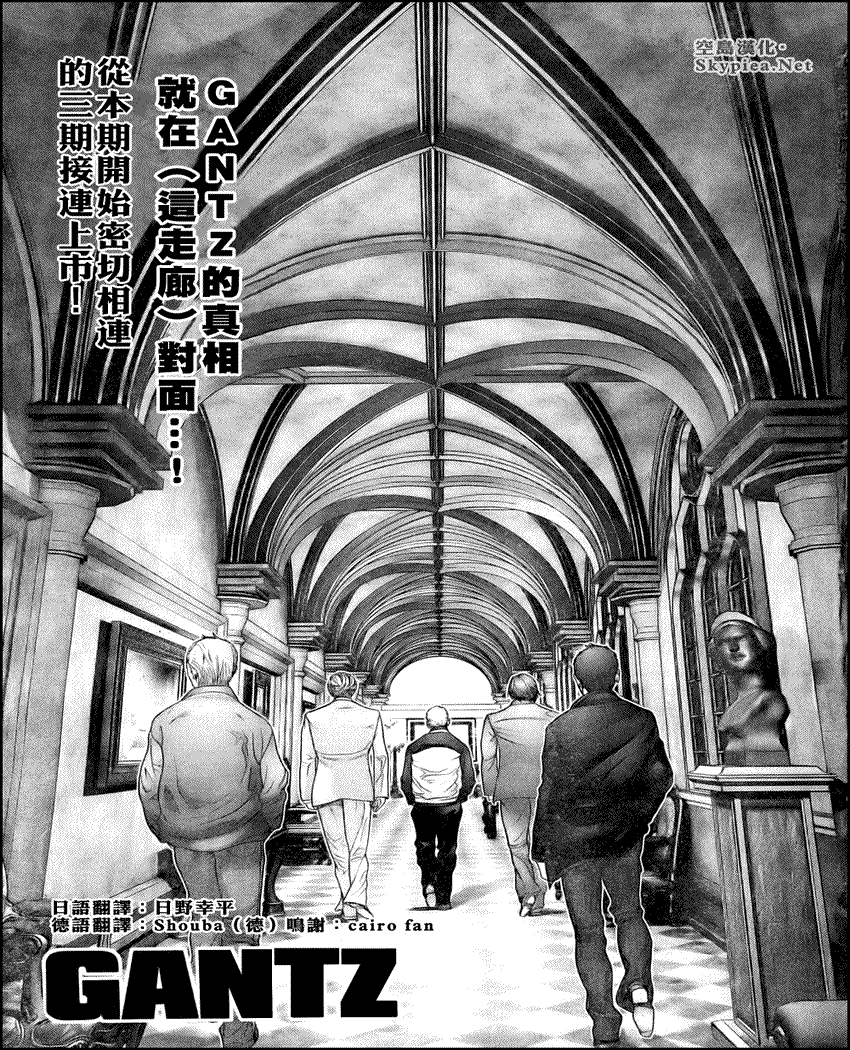 空島漢化·
Skypiea.Net
GANTZ的真相
就在（這走廊）對面…！
從本期開始密切相連
的三期接連上市！
日語翻譯：日野幸平
德語翻譯：Shouba（德）鳴謝：cairo fan
GANTZ